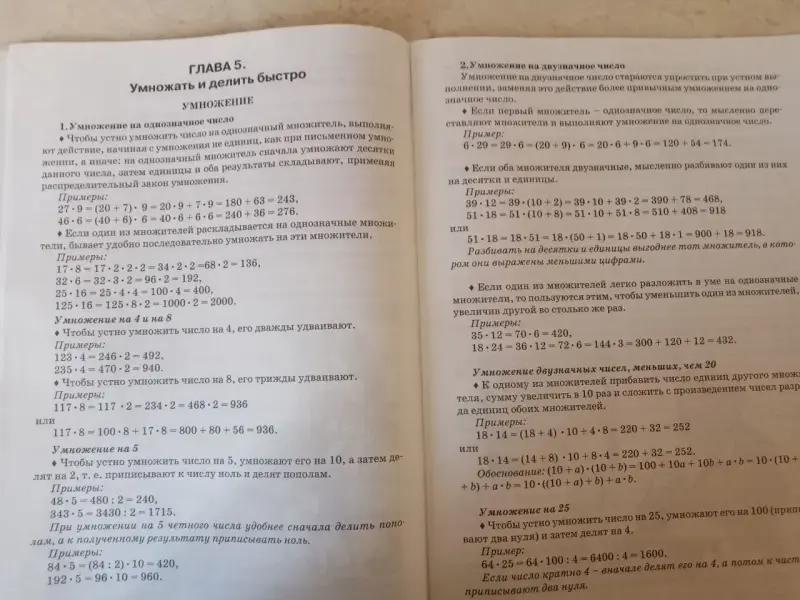 ГЛАВА 5.
Умножать и делить быстро
УМНОЖЕНИЕ
1. Умножение на однозначное число
♦ Чтобы устно умножить число на однозначный множитель, выполня-
ют действие, начиная с умножения не единиц, как при письменном умно-
жении, а иначе: на однозначный множитель сначала умножают десятки
данного числа, затем единицы и оба результаты складывают, применяя
распределительный закон умножения.
Примеры:
27 · 9 = (20 + 7) · 9 = 20 · 9 + 7 · 9 = 180 + 63 = 243,
46 · 6 = (40 + 6) · 6 = 40 · 6 + 6 · 6 = 240 + 36 = 276.
♦ Если один из множителей раскладывается на однозначные множи-
тели, бывает удобно последовательно умножать на эти множители,
Примеры:
17 · 8 = 17 · 2 · 2 · 2 = 34 · 2 · 2 =68 · 2 = 136,
32 · 6 = 32 · 3 · 2 = 96 · 2 = 192,
25 · 16 = 25 · 4 · 4 = 100 · 4 = 400,
125 · 16 = 125 · 8 · 2 = 1000 · 2 = 2000.
Умножение на 4 и на 8
♦ Чтобы устно умножить число на 4, его дважды удваивают.
Примеры:
123 · 4 = 246 · 2 = 492,
235 · 4 = 470 · 2 = 940.
♦ Чтобы устно умножить число на 8, его трижды удваивают.
Примеры:
117 · 8 = 117 · 2 = 234 · 2 = 468 · 2 = 936
или
117 · 8 = 100 · 8 + 17 · 8 = 800 + 80 + 56 = 936.
Умножение на 5
♦ Чтобы устно умножить число на 5, умножают его на 10, а затем де-
лят на 2, т. е. приписывают к числу ноль и делят пополам.
Примеры:
48 · 5 = 480 : 2 = 240,
343 · 5 = 3430 : 2 = 1715.
При умножении на 5 четного числа удобнее сначала делить попо-
лам, а к полученному результату приписывать ноль.
Примеры:
84 · 5 = (84 : 2) · 10 = 420,
192 · 5 = 96 · 10 = 960.
2. Умножение на двузначное число
Умножение на двузначное число стараются упростить при устном вы-
полнении, заменяя это действие более привычным умножением на одно-
значное число.
♦ Если первый множитель – однозначное число, то мысленно пере-
ставляют множители и выполняют умножение на однозначное число.
Пример:
6 · 29 = 29 · 6 = (20 + 9) · 6 = 20 · 6 + 9 · 6 = 120 + 54 = 174.
♦ Если оба множителя двузначные, мысленно разбивают один из них
на десятки и единицы.
Примеры:
39 · 12 = 39 · (10 + 2) = 39 · 10 + 39 · 2 = 390 + 78 = 468,
51 · 18 = 51 · (10 + 8) = 51 · 10 + 51 · 8 = 510 + 408 = 918
или
51 · 18 = 18 · 51 = 18 · (50 + 1) = 18 · 50 + 18 · 1 = 900 + 18 = 918.
Разбивать на десятки и единицы выгоднее тот множитель, в кото-
ром они выражены меньшими цифрами.
♦ Если один из множителей легко разложить в уме на однозначные
множители, то пользуются этим, чтобы уменьшить один из множителей,
увеличив другой во столько же раз.
Примеры:
35 · 12 = 70 · 6 = 420,
18 · 24 = 36 · 12 = 72 · 6 = 144 · 3 = 300 + 120 + 12 = 432.
Умножение двузначных чисел, меньших, чем 20
♦ К одному из множителей прибавить число единиц другого множи
теля, сумму увеличить в 10 раз и сложить с произведением чисел разря
да единиц обоих множителей.
Примеры:
18 · 14 = (18 + 4) · 10 + 4 · 8 = 220 + 32 = 252
или
18 · 14 = (14 + 8) · 10 + 8 · 4 = 220 + 32 = 252.
Обоснование: (10 + a) · (10 + b) = 100 + 10a + 10b + a · b = 10 · (10 +
+ b) + a · b = 10 · ((10 + a) + b) + a · b.
Умножение на 25
♦ Чтобы устно умножить число на 25, умножают его на 100 (припи
вают два нуля) и затем делят на 4.
Пример:
64 · 25 = 64 · 100 : 4 = 6400 : 4 = 1600.
Если число кратно 4 – вначале делят его на 4, а потом к част
приписывают два нуля.